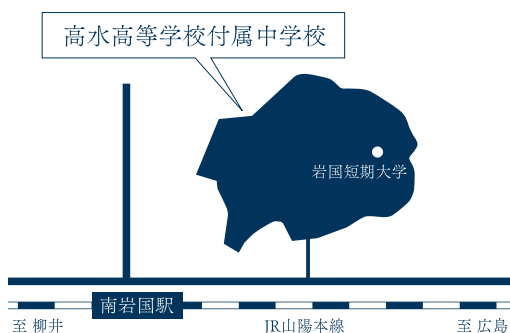 高水高等学校付属中学校
岩国短期大学
南岩国駅
至 柳井
JR山陽本線
至 広島